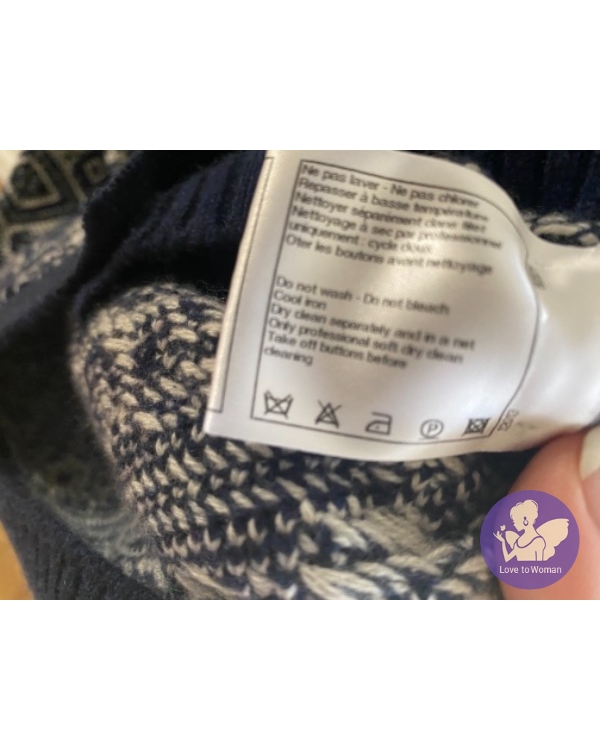 Ne pas laver - Ne pas chlorer
Repasser à basse température
Nettoyer séparément dans filet
Nettoyage à sec par professionnel
uniquement : cycle doux
Oter les boutons avant nettoyage
Do not wash - Do not bleach
Cool iron
Dry clean separately and in a net
Only professional soft dry clean
Take off buttons before
cleaning
P
Love to Woman